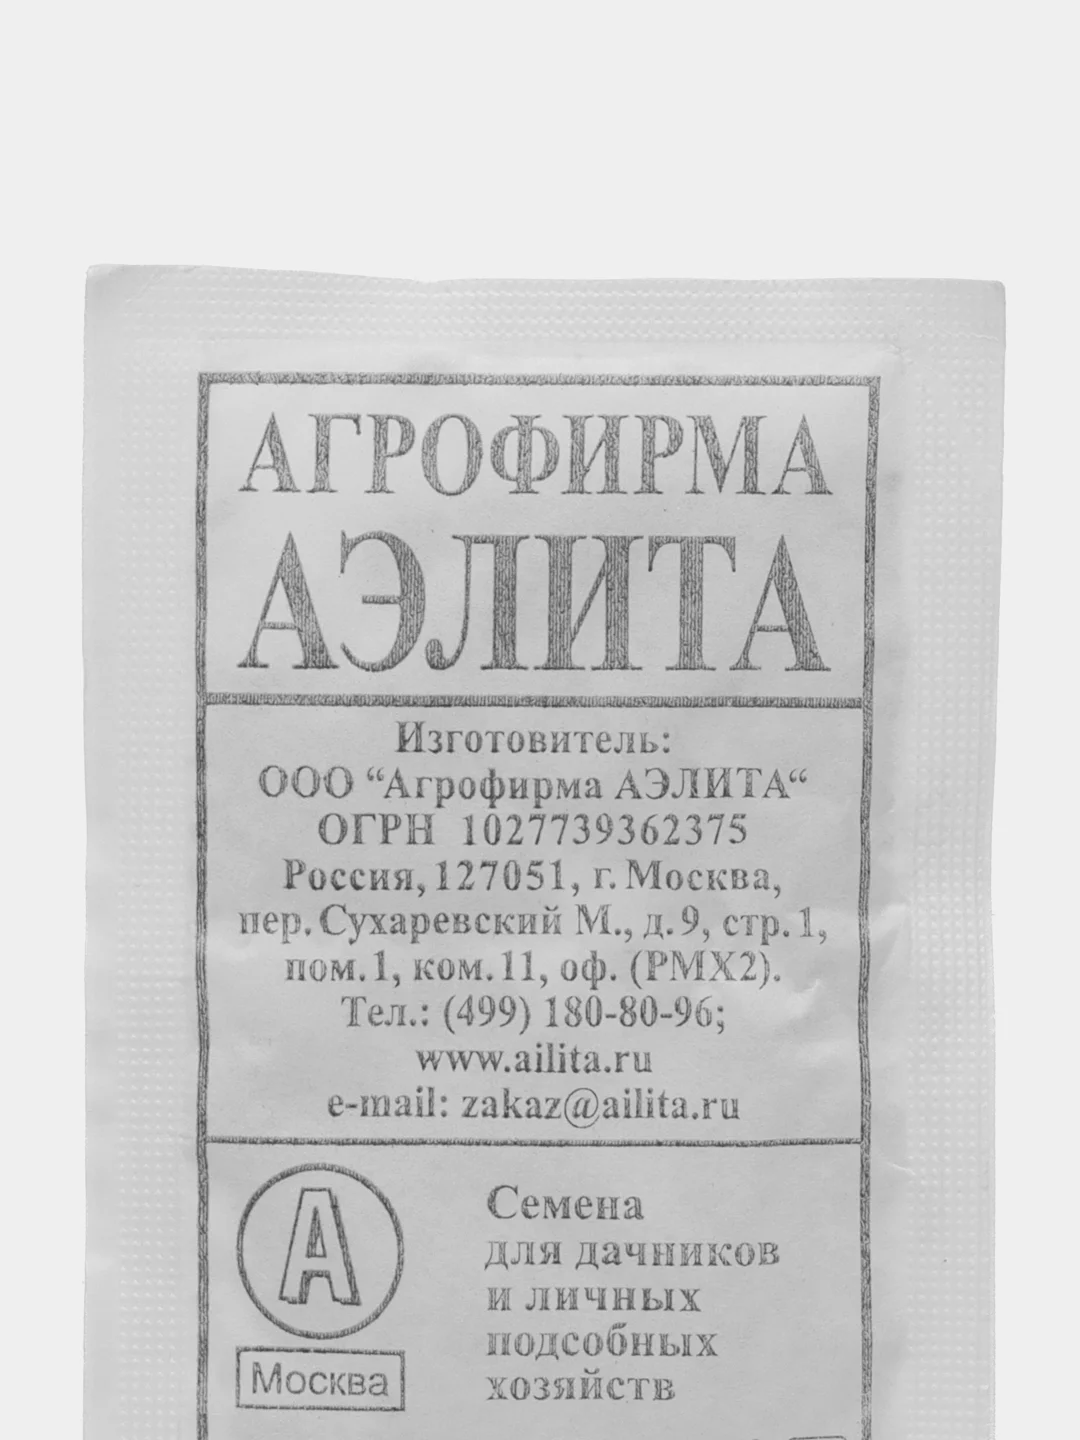 АГРОФИРМА
АЭЛИТА
Изготовитель:
ООО “Агрофирма АЭЛИТА“
ОГРН 1027739362375
Россия, 127051, г. Москва,
пер. Сухаревский М., д. 9, стр. 1,
пом. 1, ком. 11, оф. (РМХ2).
Тел.: (499) 180-80-96;
www.ailita.ru
e-mail: zakaz@ailita.ru
А
Москва
Семена
для дачников
и личных
подсобных
хозяйств